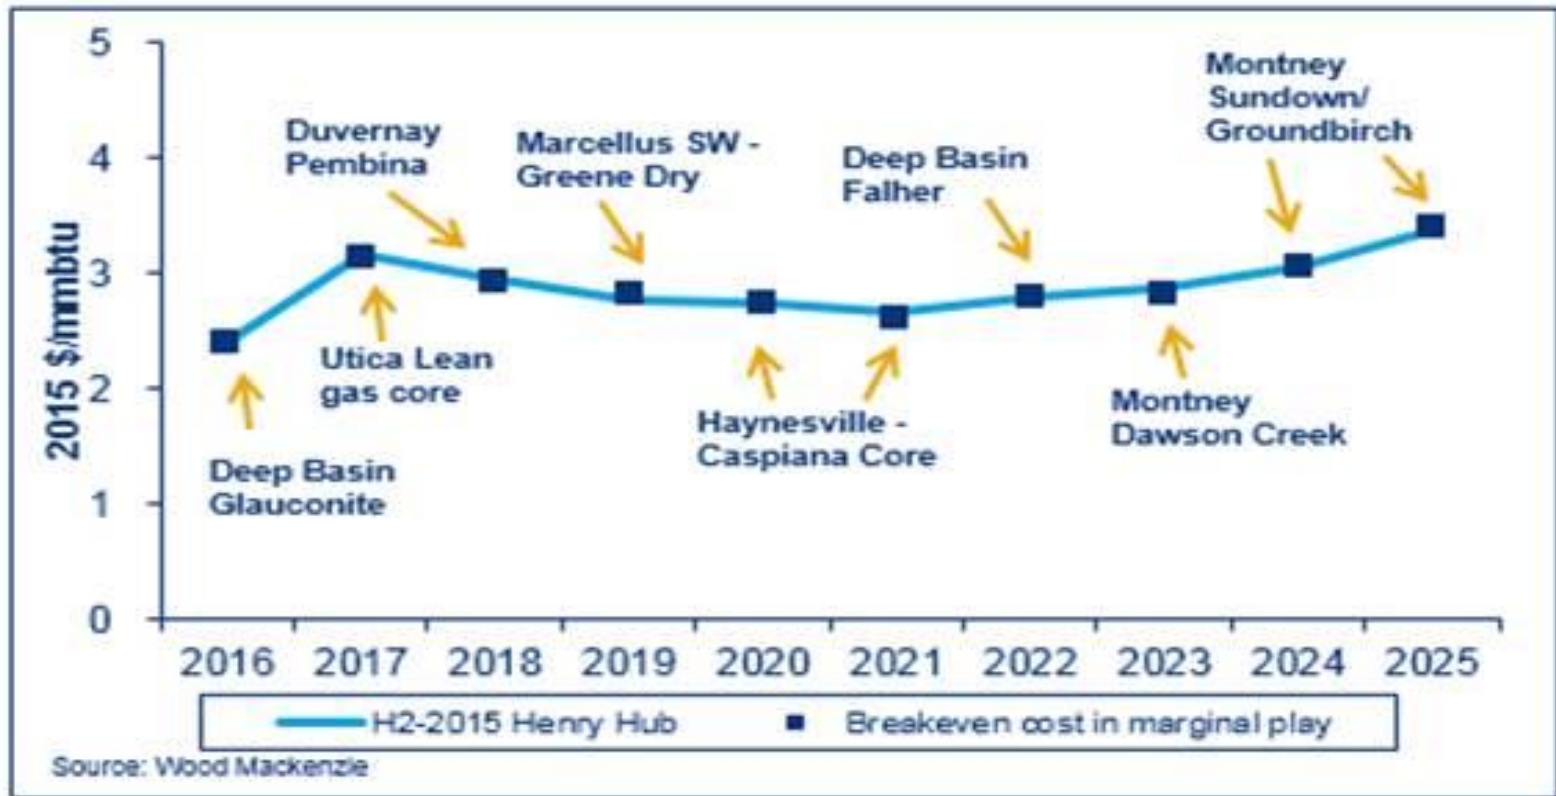 5
4
3
2
1
0
2015 $/mmbtu
Duvernay
Pembina
Marcellus SW -
Greene Dry
Deep Basin
Falher
Montney
Sundown/
Groundbirch
Utica Lean
gas core
Deep Basin
Glauconite
Haynesville -
Caspiana Core
Montney
Dawson Creek
2016 2017 2018 2019 2020 2021 2022 2023 2024 2025
H2-2015 Henry Hub
Breakeven cost in marginal play
Source: Wood Mackenzie